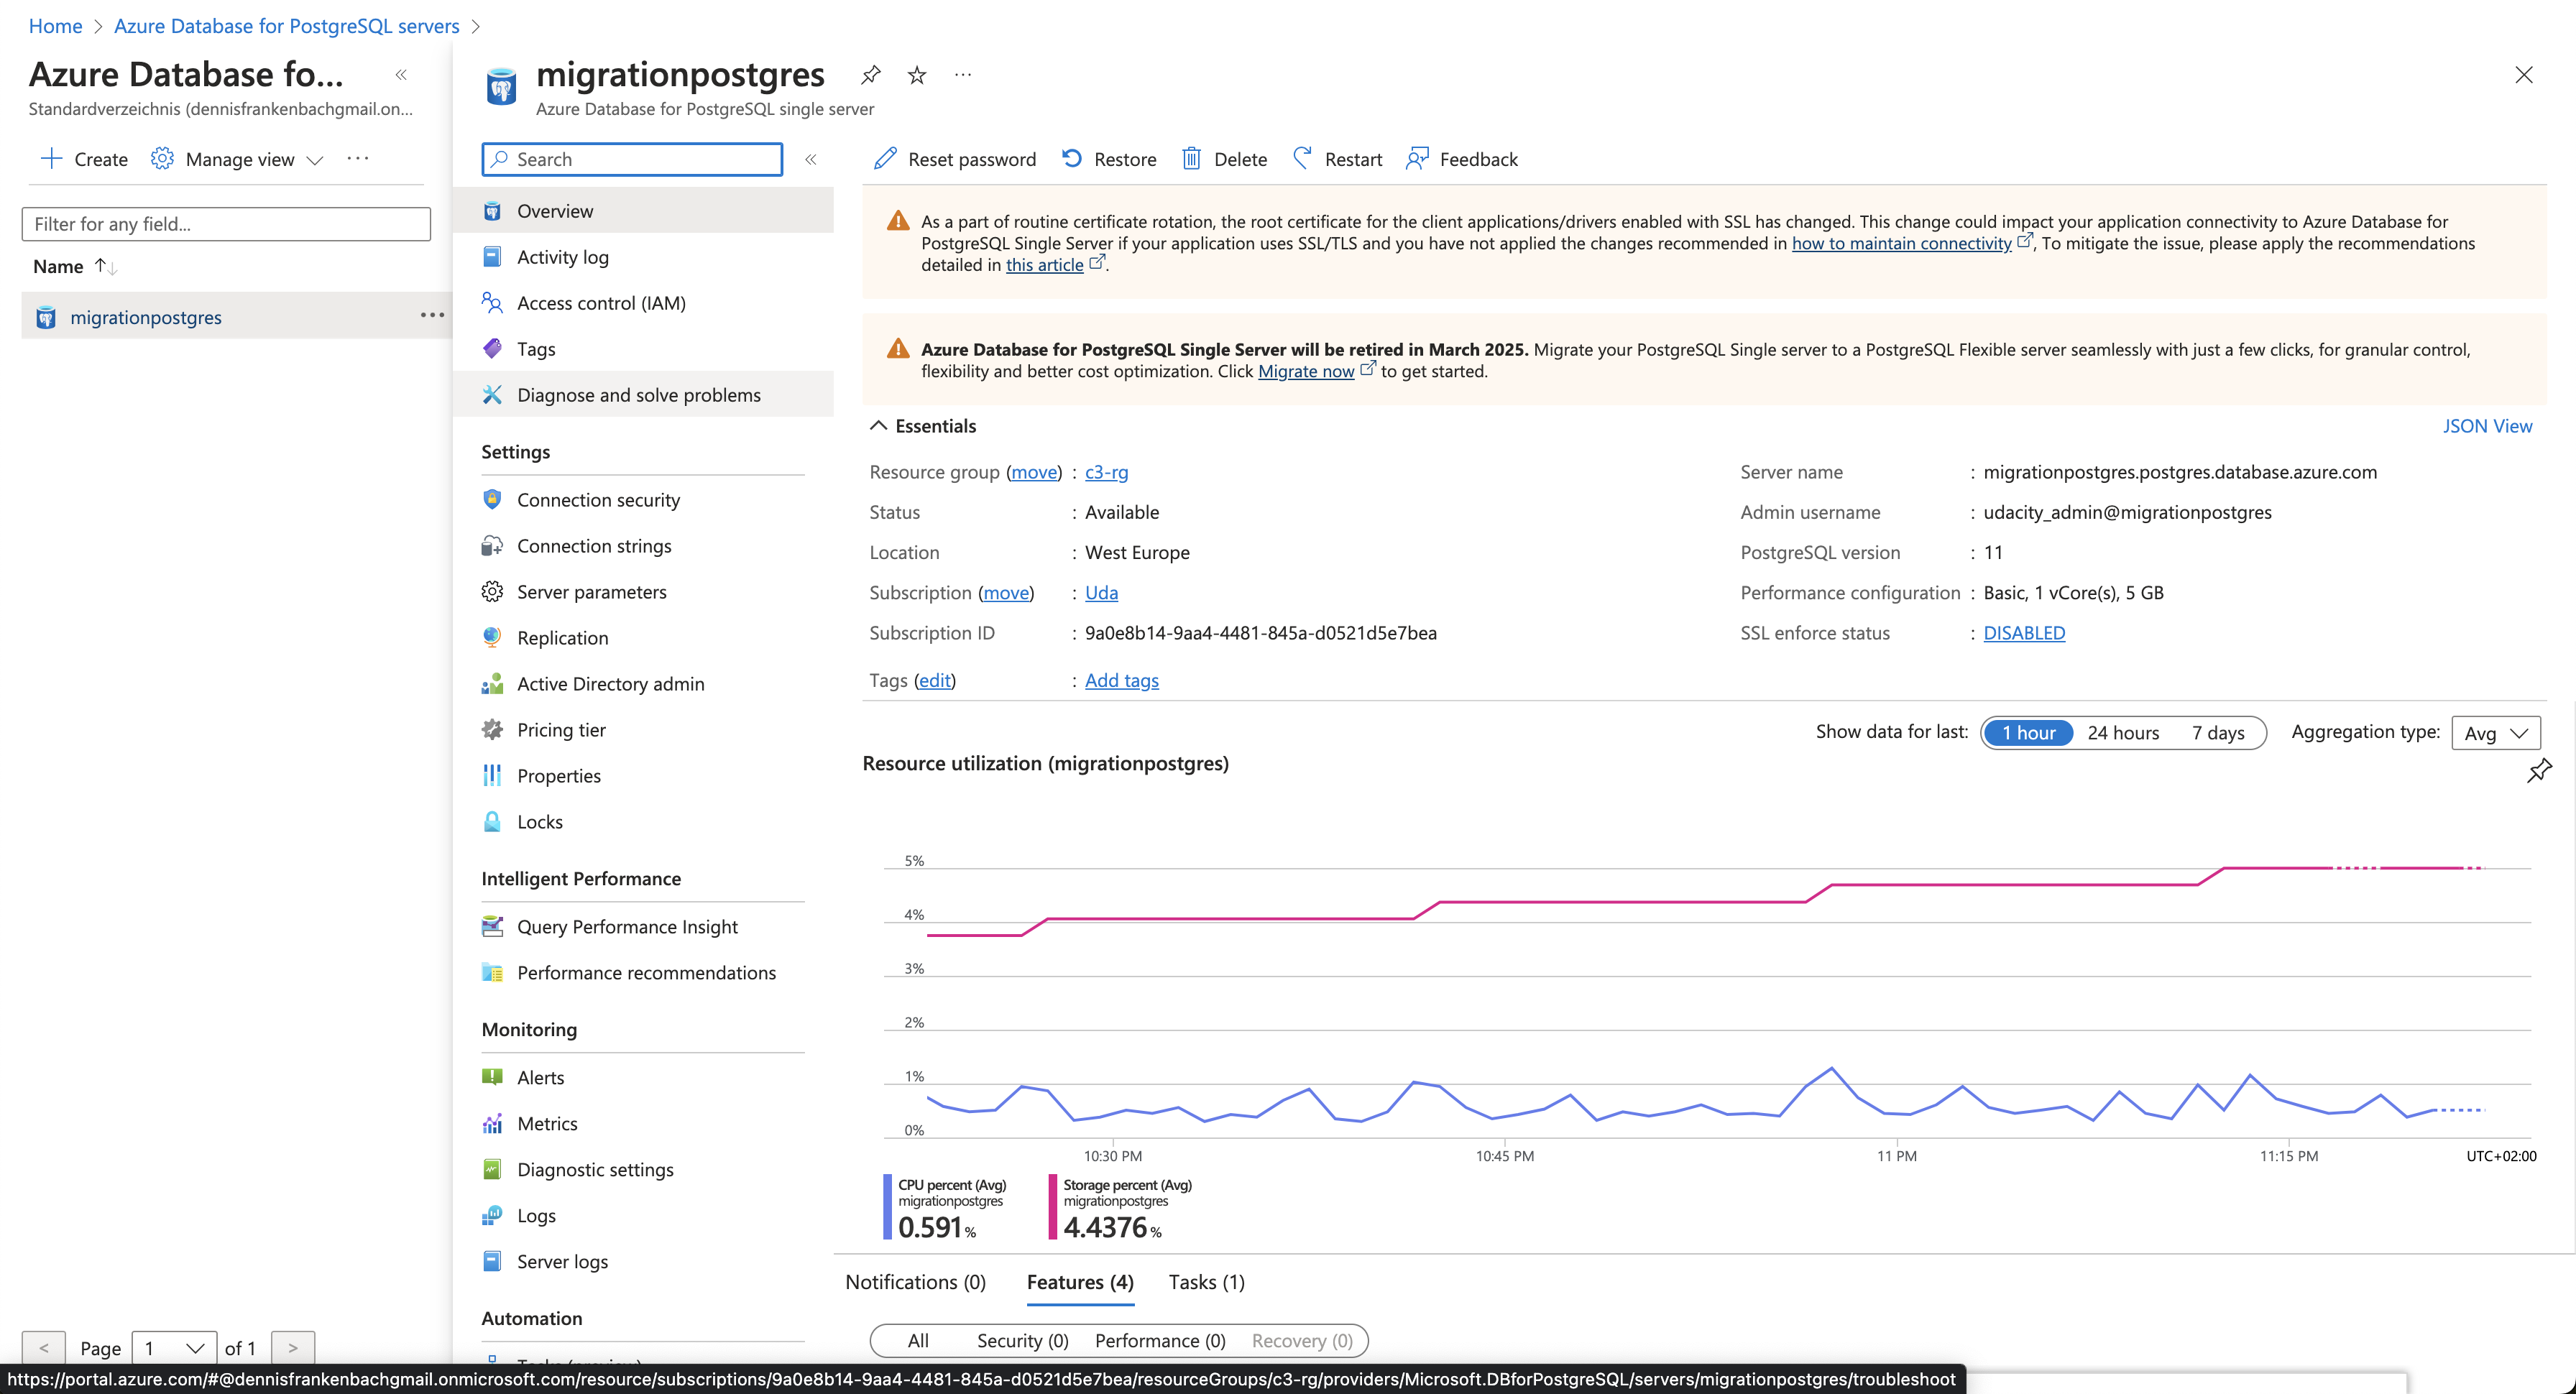 Home > Azure Database for PostgreSQL servers >
Azure Database fo...
Standardverzeichnis (dennisfrankenbachgmail.on...
Create
Manage view
Filter for any field...
Name
migrationpostgres
Page
1
of 1
migrationpostgres
Azure Database for PostgreSQL single server
Search
Overview
Activity log
Access control (IAM)
Tags
Diagnose and solve problems
Settings
Connection security
Connection strings
Server parameters
Replication
Active Directory admin
Pricing tier
Properties
Locks
Intelligent Performance
Query Performance Insight
Performance recommendations
Monitoring
Alerts
Metrics
Diagnostic settings
Logs
Server logs
Automation
Reset password
Restore
Delete
Restart
Feedback
As a part of routine certificate rotation, the root certificate for the client applications/drivers enabled with SSL has changed. This change could impact your application connectivity to Azure Database for
PostgreSQL Single Server if your application uses SSL/TLS and you have not applied the changes recommended in how to maintain connectivity, To mitigate the issue, please apply the recommendations
detailed in this article.
Azure Database for PostgreSQL Single Server will be retired in March 2025. Migrate your PostgreSQL Single server to a PostgreSQL Flexible server seamlessly with just a few clicks, for granular control,
flexibility and better cost optimization. Click Migrate now to get started.
Essentials
JSON View
Resource group (move) : c3-rg
Status : Available
Location : West Europe
Subscription (move) : Uda
Subscription ID : 9a0e8b14-9aa4-4481-845a-d0521d5e7bea
Tags (edit) : Add tags
Server name : migrationpostgres.postgres.database.azure.com
Admin username : udacity_admin@migrationpostgres
PostgreSQL version : 11
Performance configuration : Basic, 1 vCore(s), 5 GB
SSL enforce status : DISABLED
Show data for last:
1 hour
24 hours
7 days
Aggregation type:
Avg
Resource utilization (migrationpostgres)
5%
4%
3%
2%
1%
0%
10:30 PM
10:45 PM
11 PM
11:15 PM
UTC+02:00
CPU percent (Avg)
migrationpostgres
0.591 %
Storage percent (Avg)
migrationpostgres
4.4376 %
Notifications (0)
Features (4)
Tasks (1)
All
Security (0)
Performance (0)
Recovery (0)
https://portal.azure.com/#@dennisfrankenbachgmail.onmicrosoft.com/resource/subscriptions/9a0e8b14-9aa4-4481-845a-d0521d5e7bea/resourceGroups/c3-rg/providers/Microsoft.DBforPostgreSQL/servers/migrationpostgres/troubleshoot